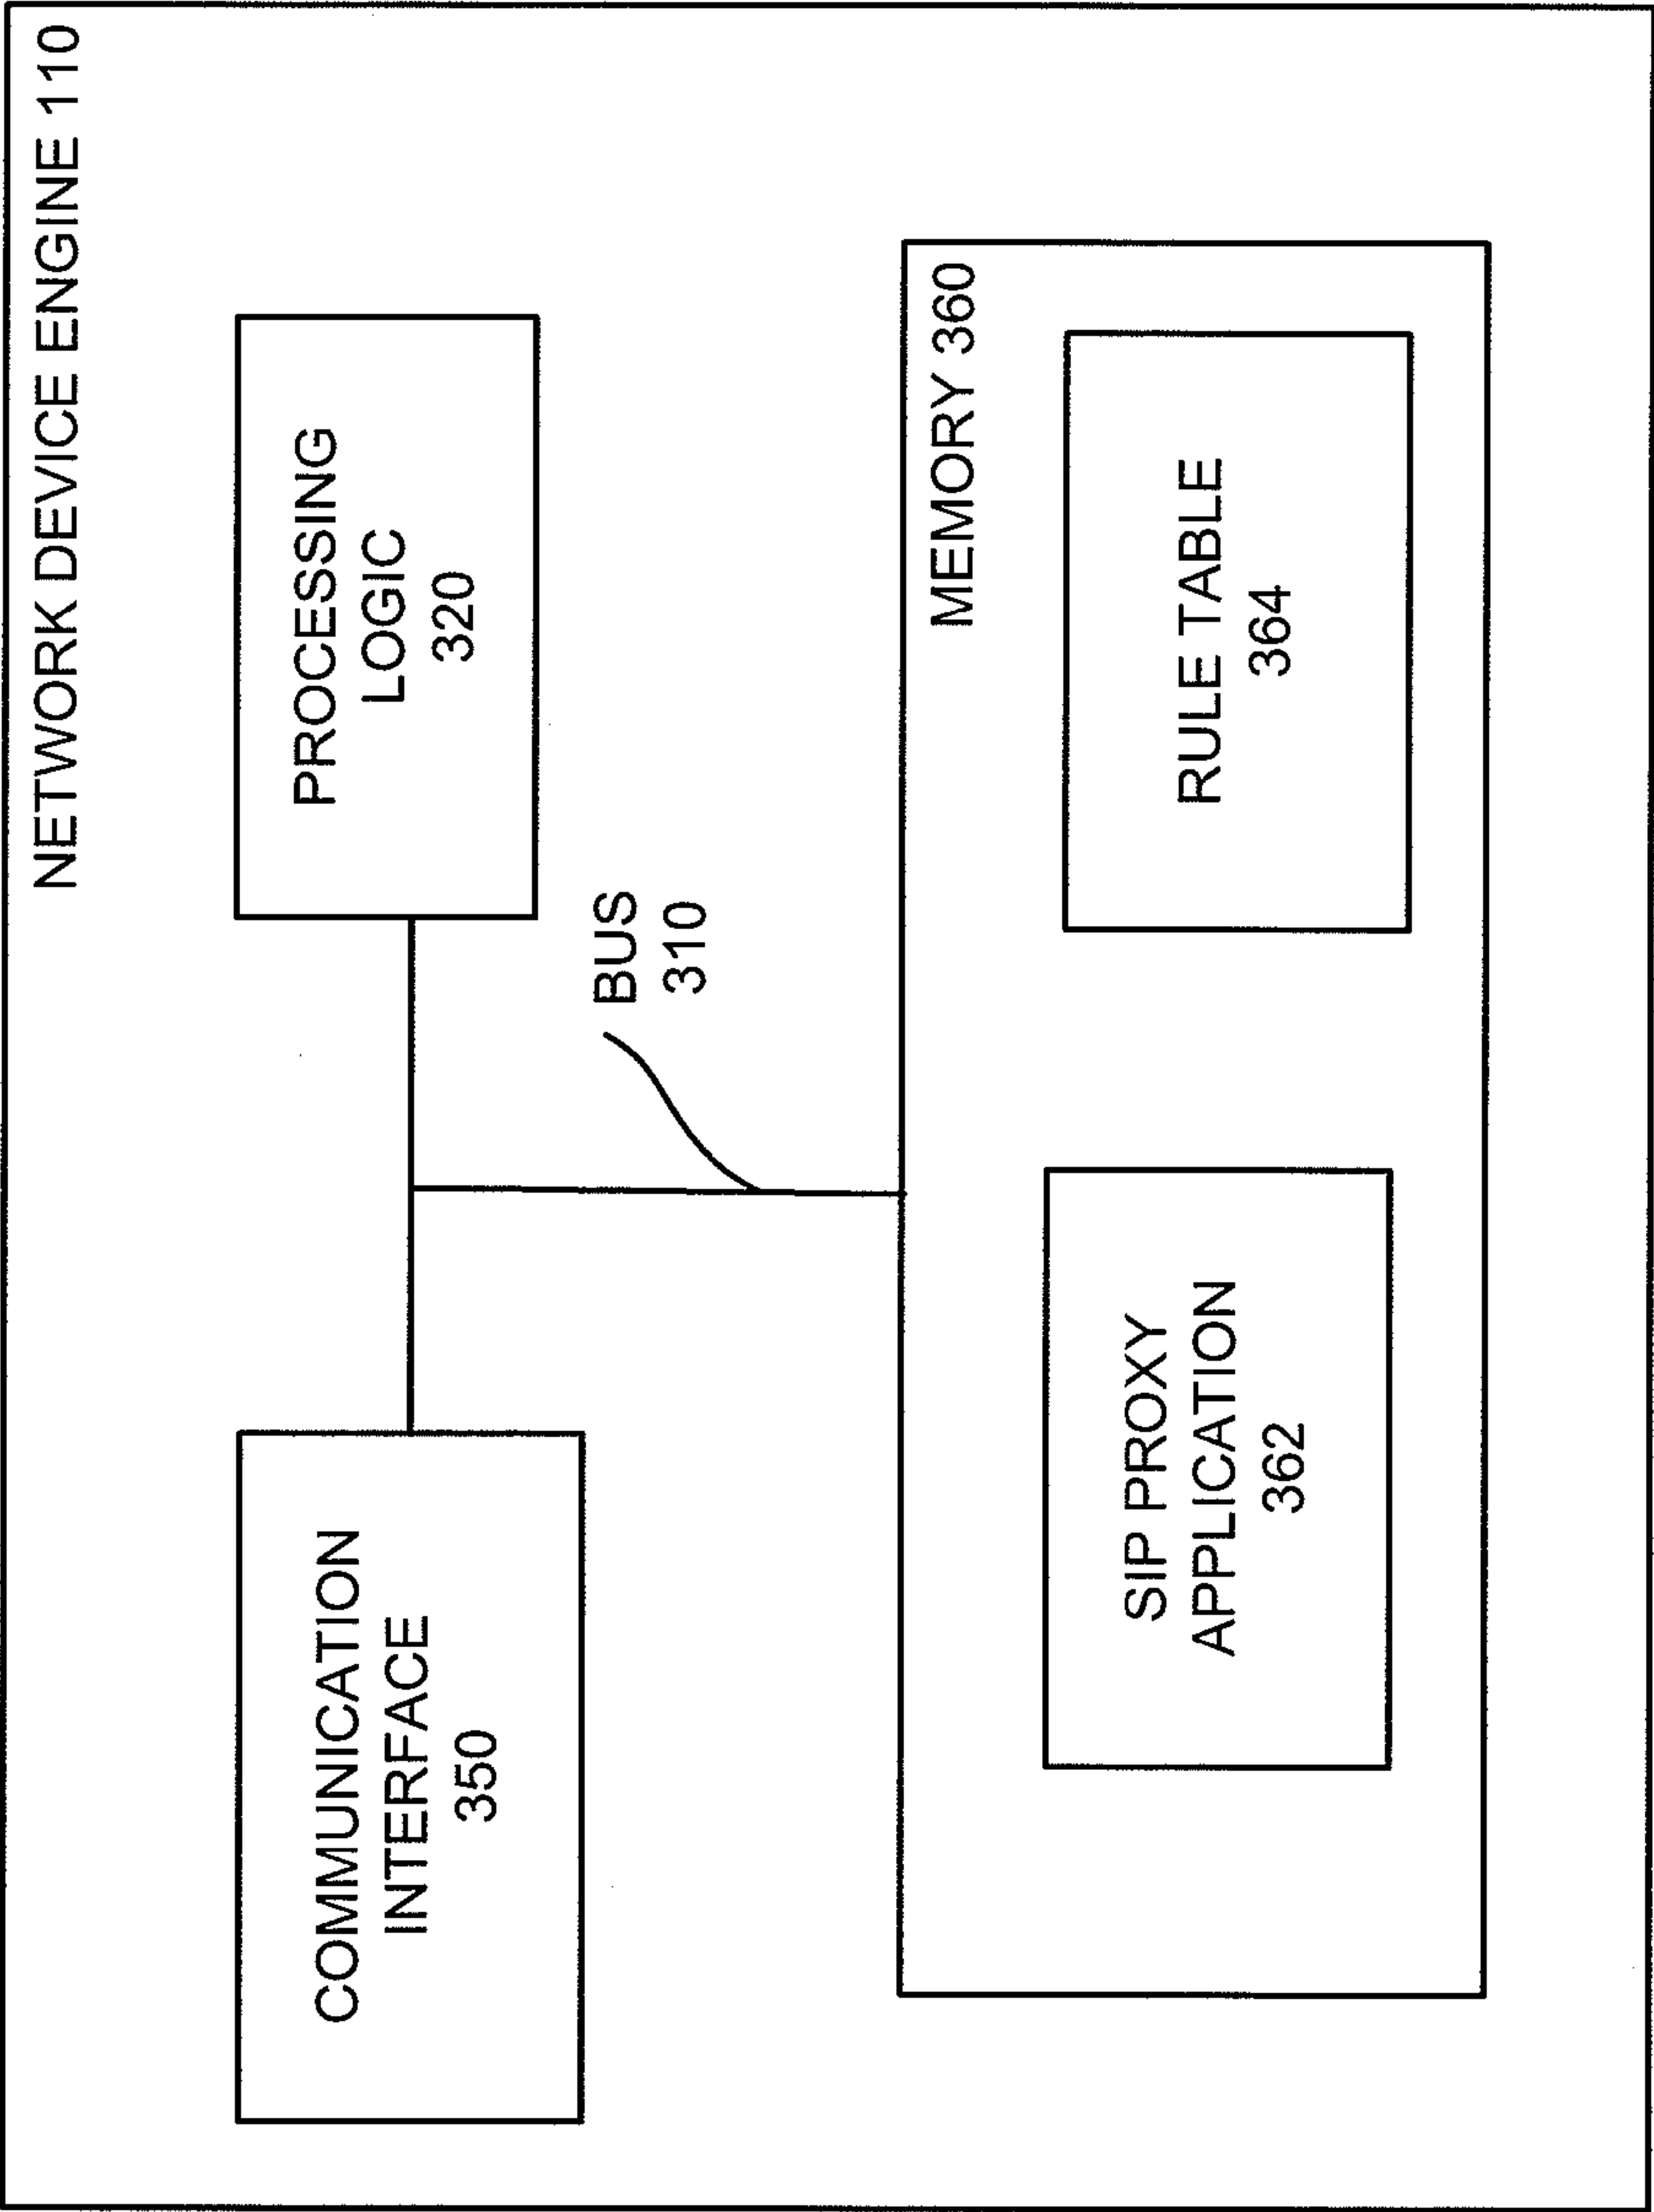 NETWORK DEVICE ENGINE 110
COMMUNICATION
INTERFACE
350
PROCESSING
LOGIC
320
BUS
310
MEMORY 360
SIP PROXY
APPLICATION
362
RULE TABLE
364